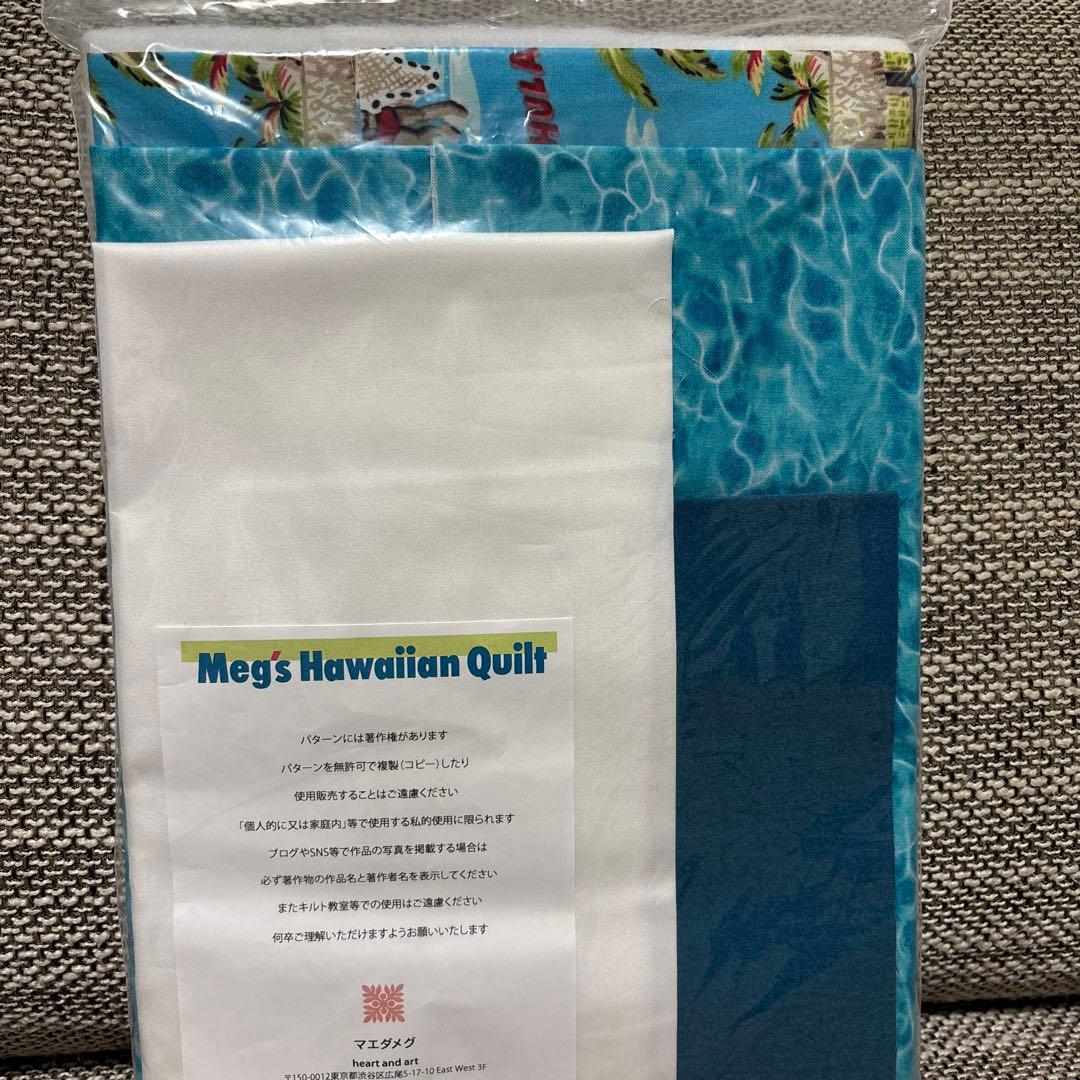 HULA
Meg's Hawaiian Quilt
パターンには著作権があります
パターンを無許可で複製(コピー)したり
使用販売することはご遠慮ください
「個人的に又は家庭内」等で使用する私的使用に限られます
ブログやSNS等で作品の写真を掲載する場合は
必ず著作物の作品名と著作者名を表示してください
またキルト教室等での使用はご遠慮ください
何卒ご理解いただけますようお願いいたします
マエダメグ
heart and art
〒150-0012東京都渋谷区広尾5-17-10 East West 3F